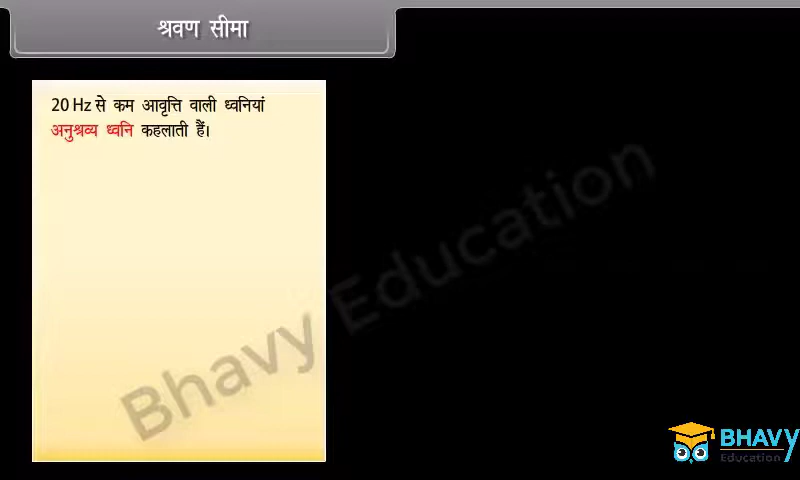 श्रवण सीमा
20 Hz से कम आवृत्ति वाली ध्वनियां
अनुश्रव्य ध्वनि कहलाती हैं।
Bhavy Education
BHAVY
Education